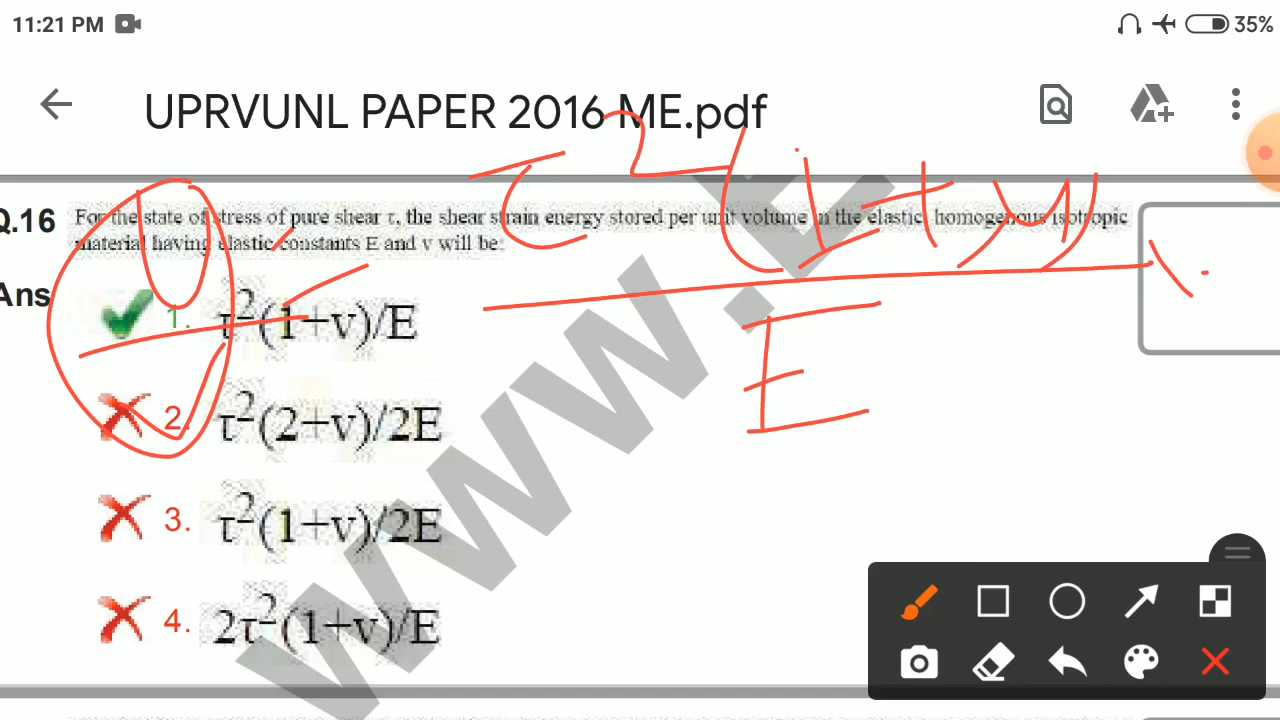 11:21 PM 35%
UPRVUNL PAPER 2016 ME.pdf
Q.16 For the state of stress of pure shear τ, the shear strain energy stored per unit volume in the elastic, homogenous isotropic
material having elastic constants E and ν will be:
τ²(1+ν)
E
Ans 1. τ²(1+ν)/E
2. τ²(2+ν)/2E
3. τ²(1+ν)/2E
4. 2τ²(1+ν)/E
www.E